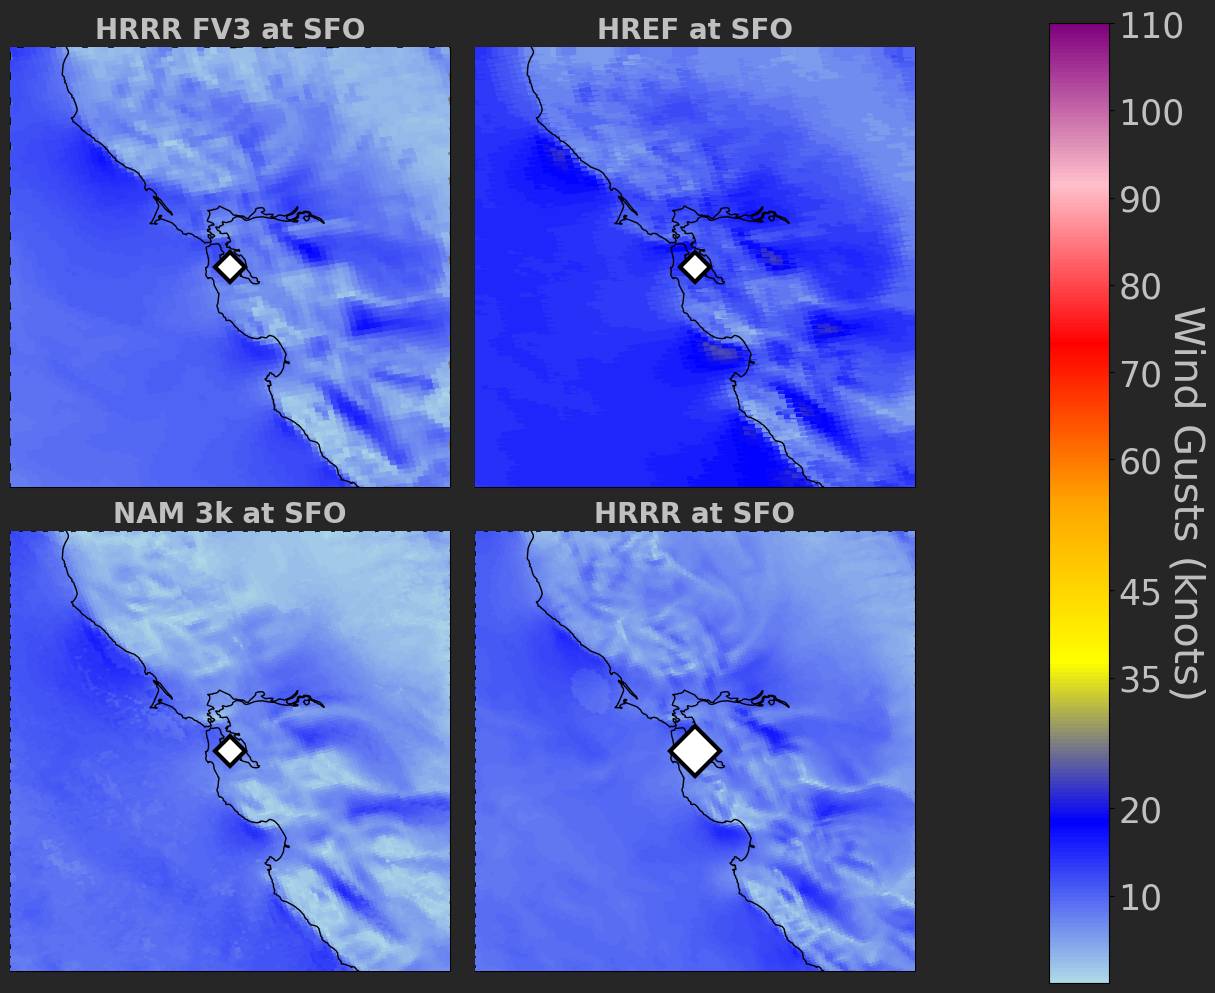 HRRR FV3 at SFO
HREF at SFO
NAM 3k at SFO
HRRR at SFO
110
100
90
80
70
60
45
35
20
10
Wind Gusts (knots)